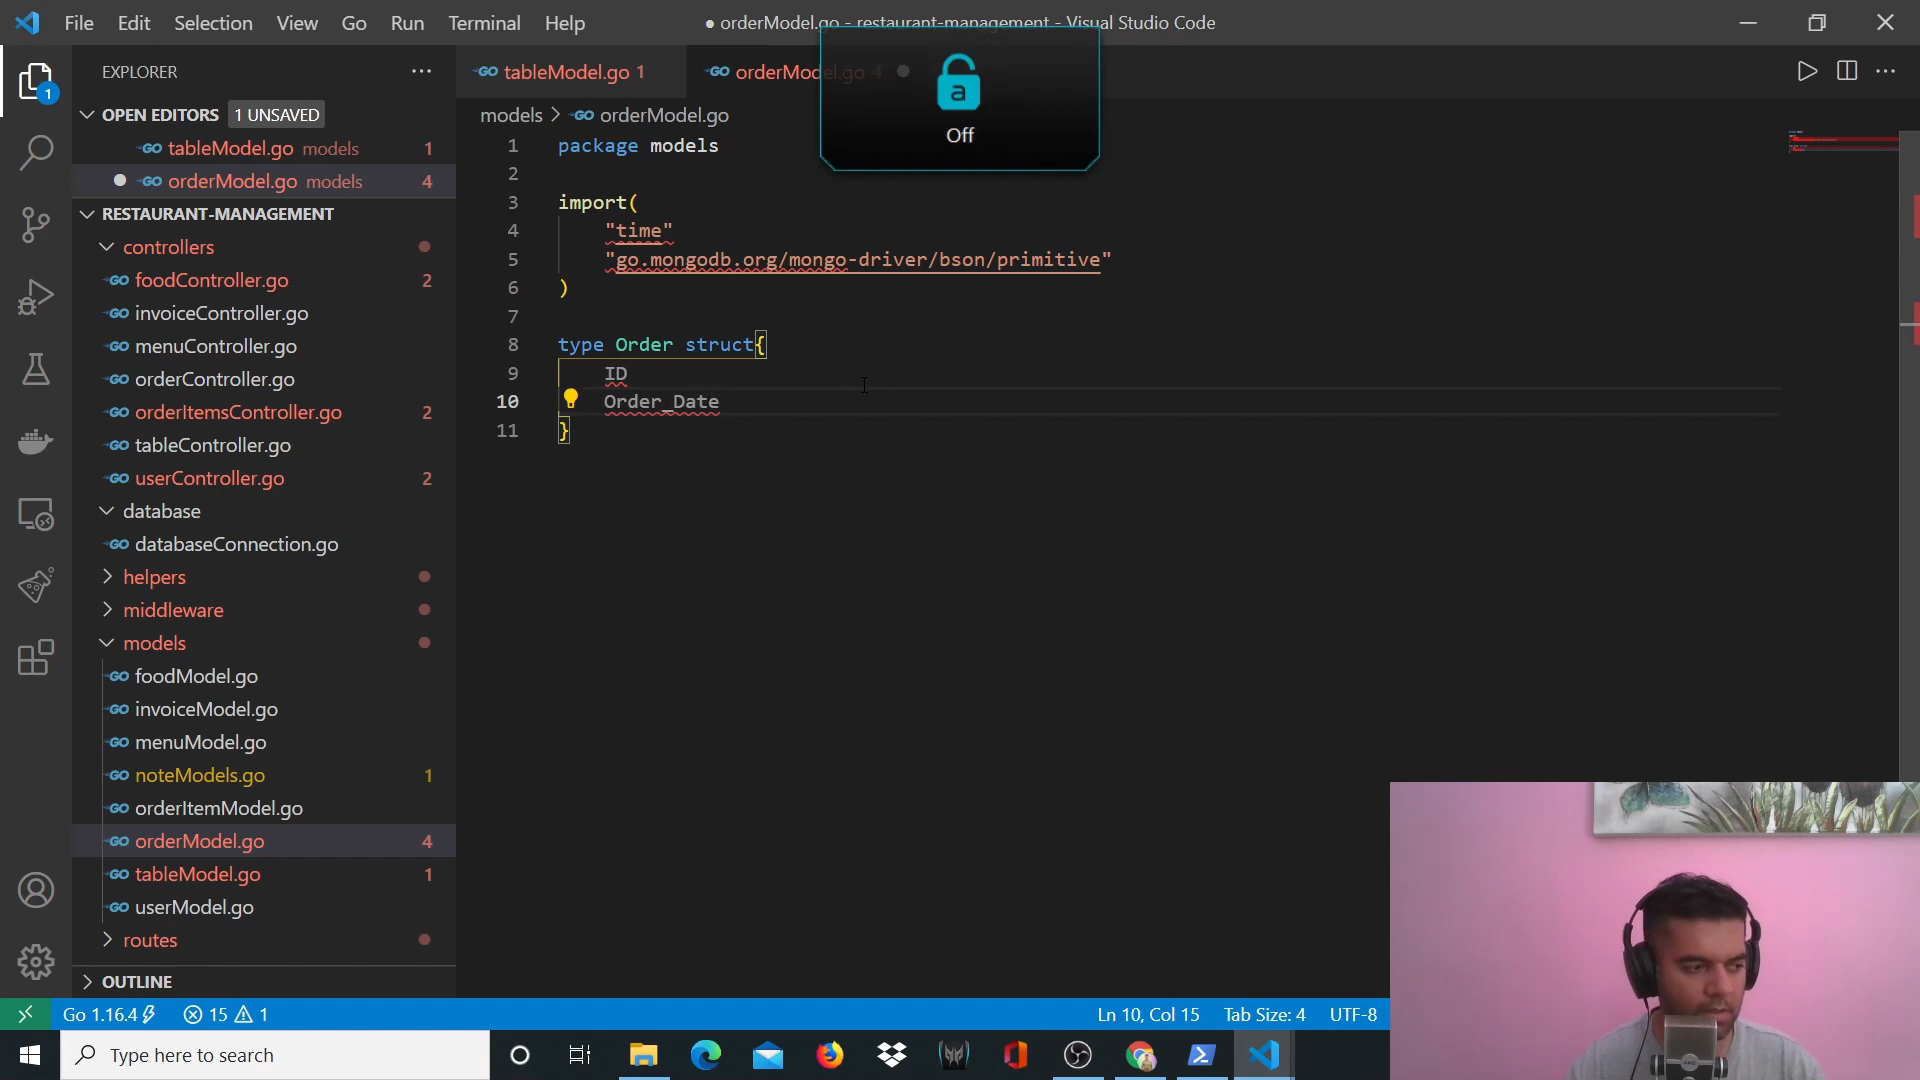 File Edit Selection View Go Run Terminal Help
● orderModel.go - restaurant-management - Visual Studio Code
EXPLORER
OPEN EDITORS 1 UNSAVED
tableModel.go models 1
orderModel.go models 4
RESTAURANT-MANAGEMENT
controllers
foodController.go 2
invoiceController.go
menuController.go
orderController.go
orderItemsController.go 2
tableController.go
userController.go 2
database
databaseConnection.go
helpers
middleware
models
foodModel.go
invoiceModel.go
menuModel.go
noteModels.go 1
orderItemModel.go
orderModel.go 4
tableModel.go 1
userModel.go
routes
OUTLINE
1
tableModel.go 1
orderModel.go 4
a
Off
models > orderModel.go
1 package models
2
3 import(
4 "time"
5 "go.mongodb.org/mongo-driver/bson/primitive"
6 )
7
8 type Order struct{
9 ID
10 Order_Date
11 }
Go 1.16.4 15 1
Ln 10, Col 15 Tab Size: 4 UTF-8
Type here to search